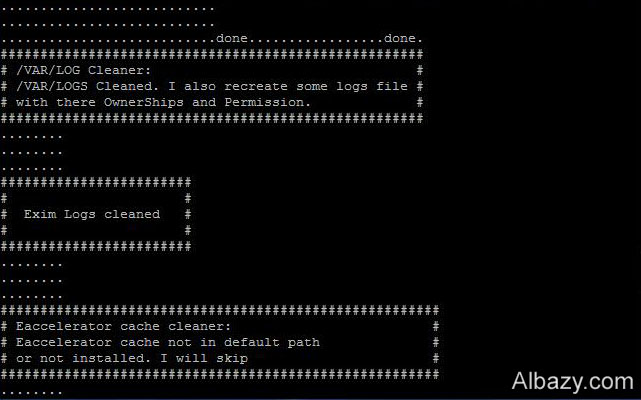 ...........................
...........................
...........................done.................done.
#####################################################
# /VAR/LOG Cleaner:                                 #
# /VAR/LOGS Cleaned. I also recreate some logs file #
# with there OwnerShips and Permission.             #
#####################################################
........
........
........
########################
#                      #
#  Exim Logs cleaned   #
#                      #
########################
........
........
........
#######################################################
# Eaccelerator cache cleaner:                         #
# Eaccelerator cache not in default path              #
# or not installed. I will skip                       #
#######################################################
........
Albazy.com